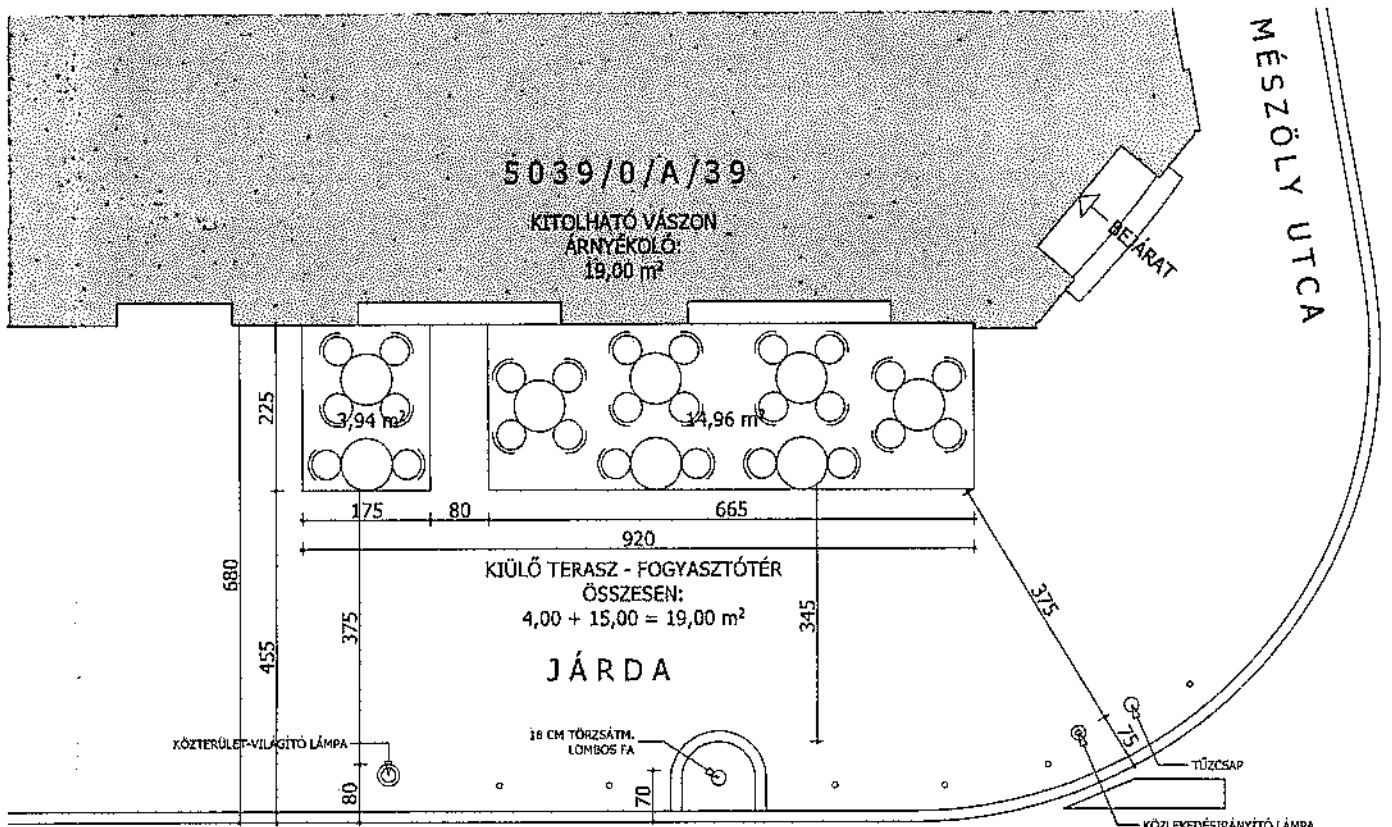 MÉSZÖLY UTCA
5039/0/A/39
KITOLHATÓ VÁSZON
ÁRNYÉKOLÓ:
19,00 m²
BEJÁRAT
225
3,94 m²
14,96 m²
175
80
665
920
680
KIÜLŐ TERASZ - FOGYASZTÓTÉR
ÖSSZESEN:
4,00 + 15,00 = 19,00 m²
375
345
375
455
JÁRDA
KÖZTERÜLET-VILÁGÍTÓ LÁMPA
18 CM TÖRZSÁTM.
LOMBOS FA
75
TŰZCSAP
80
70
KÖZLEKEDÉSIRÁNYÍTÓ LÁMPA